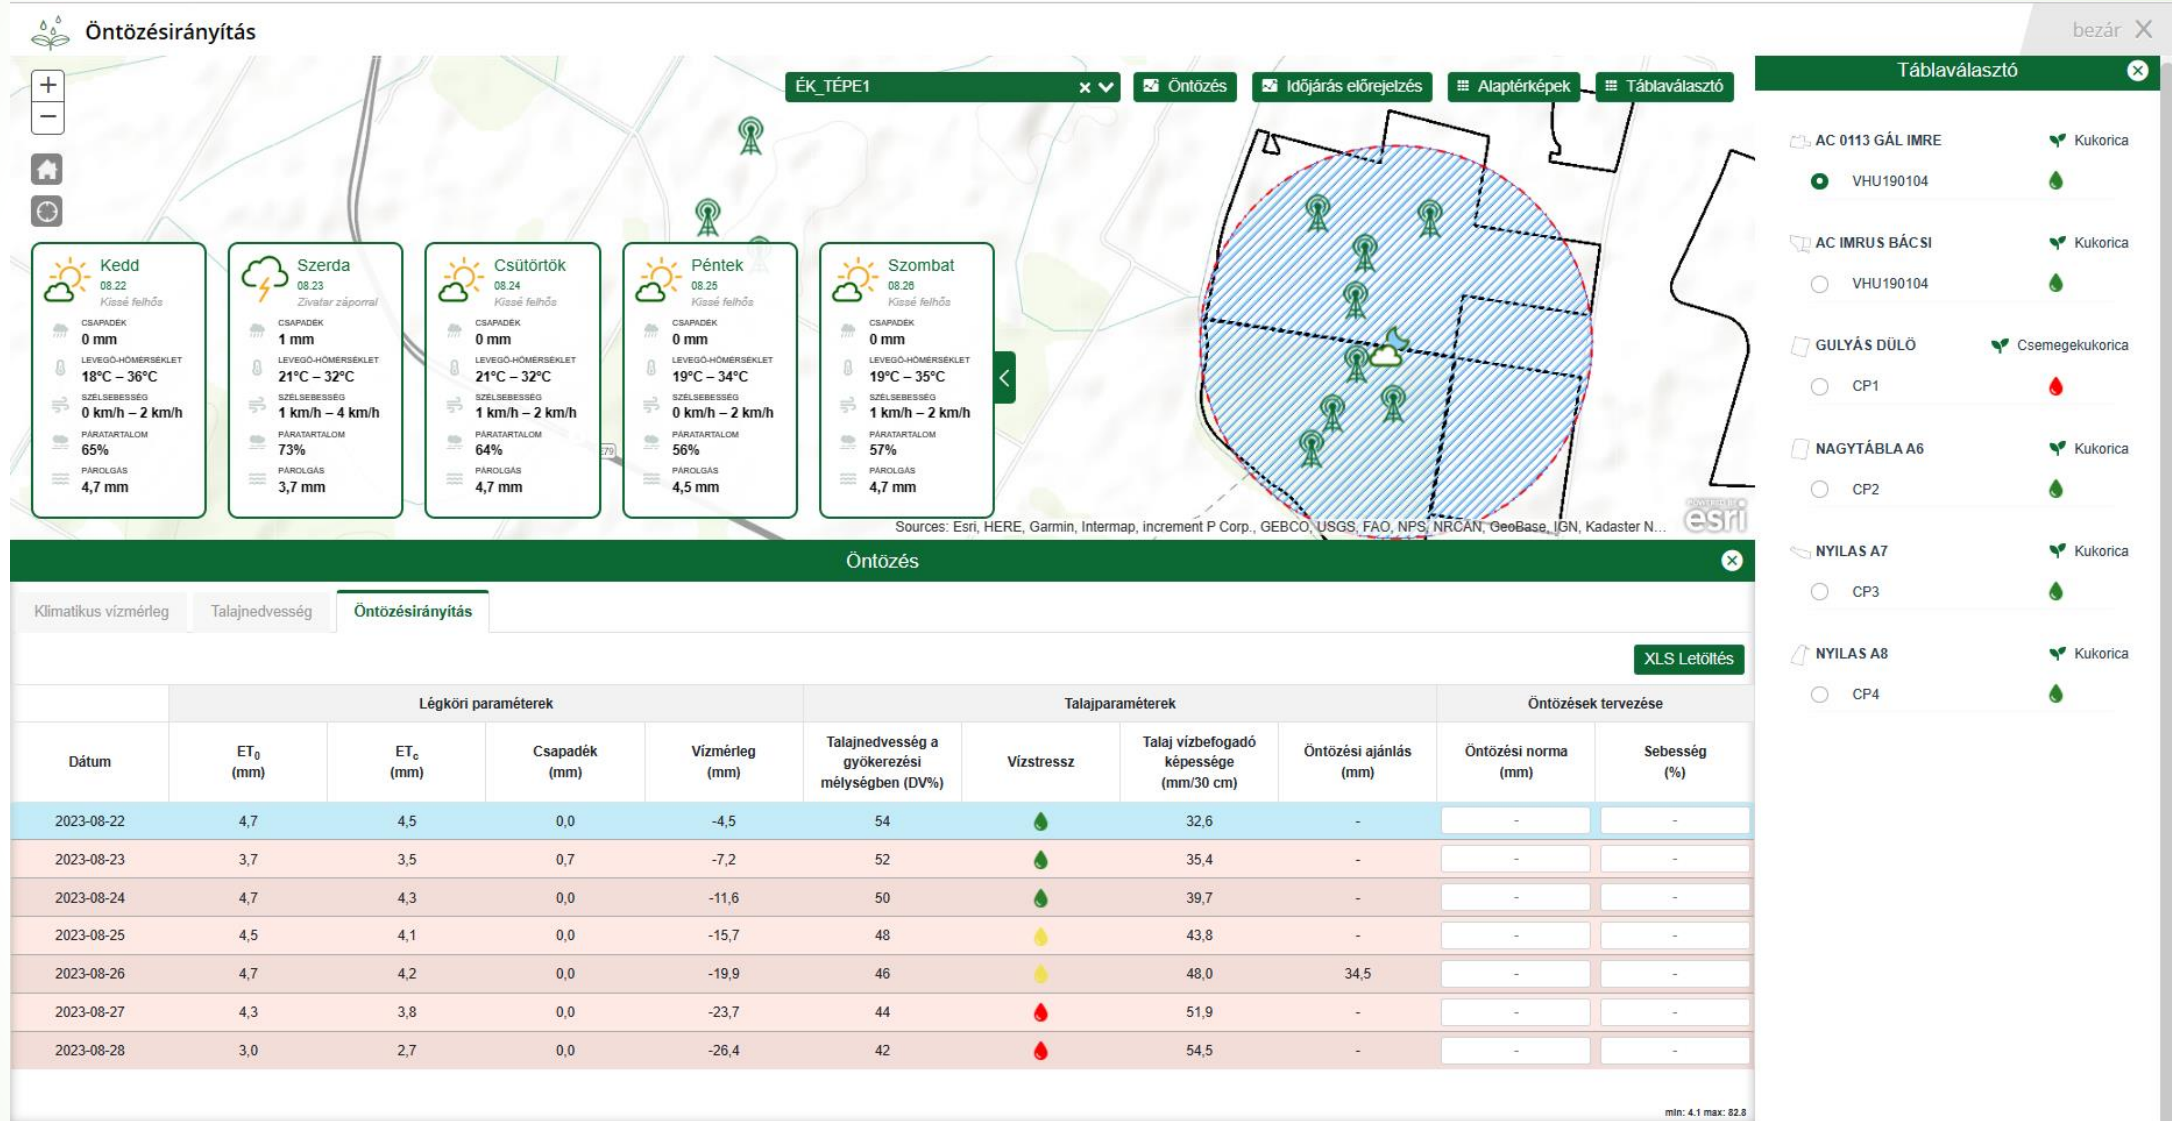 Öntözésirányítás
bezár X
ÉK_TÉPE1
Öntözés
Időjárás előrejelzés
Alaptérképek
Táblaválasztó
+
−
Kedd
08.22
Kissé felhős
CSAPADÉK
0 mm
LEVEGŐ-HŐMÉRSÉKLET
18°C – 36°C
SZÉLSEBESSÉG
0 km/h – 2 km/h
PÁRATARTALOM
65%
PÁROLGÁS
4,7 mm
Szerda
08.23
Zivatar záporral
CSAPADÉK
1 mm
LEVEGŐ-HŐMÉRSÉKLET
21°C – 32°C
SZÉLSEBESSÉG
1 km/h – 4 km/h
PÁRATARTALOM
73%
PÁROLGÁS
3,7 mm
Csütörtök
08.24
Kissé felhős
CSAPADÉK
0 mm
LEVEGŐ-HŐMÉRSÉKLET
21°C – 32°C
SZÉLSEBESSÉG
1 km/h – 2 km/h
PÁRATARTALOM
64%
PÁROLGÁS
4,7 mm
Péntek
08.25
Kissé felhős
CSAPADÉK
0 mm
LEVEGŐ-HŐMÉRSÉKLET
19°C – 34°C
SZÉLSEBESSÉG
0 km/h – 2 km/h
PÁRATARTALOM
56%
PÁROLGÁS
4,5 mm
Szombat
08.26
Kissé felhős
CSAPADÉK
0 mm
LEVEGŐ-HŐMÉRSÉKLET
19°C – 35°C
SZÉLSEBESSÉG
1 km/h – 2 km/h
PÁRATARTALOM
57%
PÁROLGÁS
4,7 mm
POWERED BY
esri
Sources: Esri, HERE, Garmin, Intermap, increment P Corp., GEBCO, USGS, FAO, NPS, NRCAN, GeoBase, IGN, Kadaster N...
Öntözés
Klimatikus vízmérleg Talajnedvesség Öntözésirányítás
XLS Letöltés
Légköri paraméterek Talajparaméterek Öntözések tervezése
Dátum
ET0
(mm)
ETc
(mm)
Csapadék
(mm)
Vízmérleg
(mm)
Talajnedvesség a
gyökerezési
mélységben (DV%)
Vízstressz
Talaj vízbefogadó
képessége
(mm/30 cm)
Öntözési ajánlás
(mm)
Öntözési norma
(mm)
Sebesség
(%)
2023-08-22 4,7 4,5 0,0 -4,5 54 32,6 - - -
2023-08-23 3,7 3,5 0,7 -7,2 52 35,4 - - -
2023-08-24 4,7 4,3 0,0 -11,6 50 39,7 - - -
2023-08-25 4,5 4,1 0,0 -15,7 48 43,8 - - -
2023-08-26 4,7 4,2 0,0 -19,9 46 48,0 34,5 - -
2023-08-27 4,3 3,8 0,0 -23,7 44 51,9 - - -
2023-08-28 3,0 2,7 0,0 -26,4 42 54,5 - - -
min: 4.1 max: 82.8
Táblaválasztó
AC 0113 GÁL IMRE Kukorica
VHU190104
AC IMRUS BÁCSI Kukorica
VHU190104
GULYÁS DÜLÖ Csemegekukorica
CP1
NAGYTÁBLA A6 Kukorica
CP2
NYILAS A7 Kukorica
CP3
NYILAS A8 Kukorica
CP4